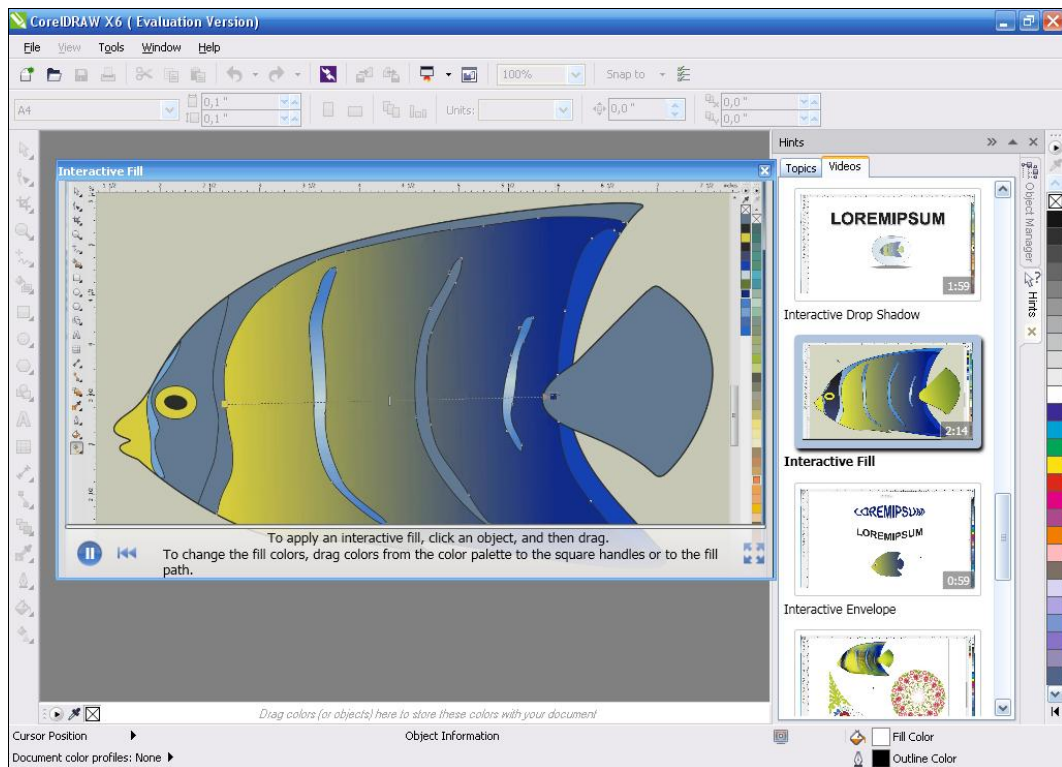 CorelDRAW X6 ( Evaluation Version)
File View Tools Window Help
100% Snap to
A4 0,1 " 0,1 " Units: 0,0 " 0,0 " 0,0 "
Hints
Topics Videos
Interactive Fill
To apply an interactive fill, click an object, and then drag.
To change the fill colors, drag colors from the color palette to the square handles or to the fill
path.
LOREMIPSUM
1:59
Interactive Drop Shadow
2:14
Interactive Fill
LOREMIPSUM
LOREMIPSUM
0:59
Interactive Envelope
Object Manager
Hints
Drag colors (or objects) here to store these colors with your document
Cursor Position Object Information Fill Color
Document color profiles: None Outline Color